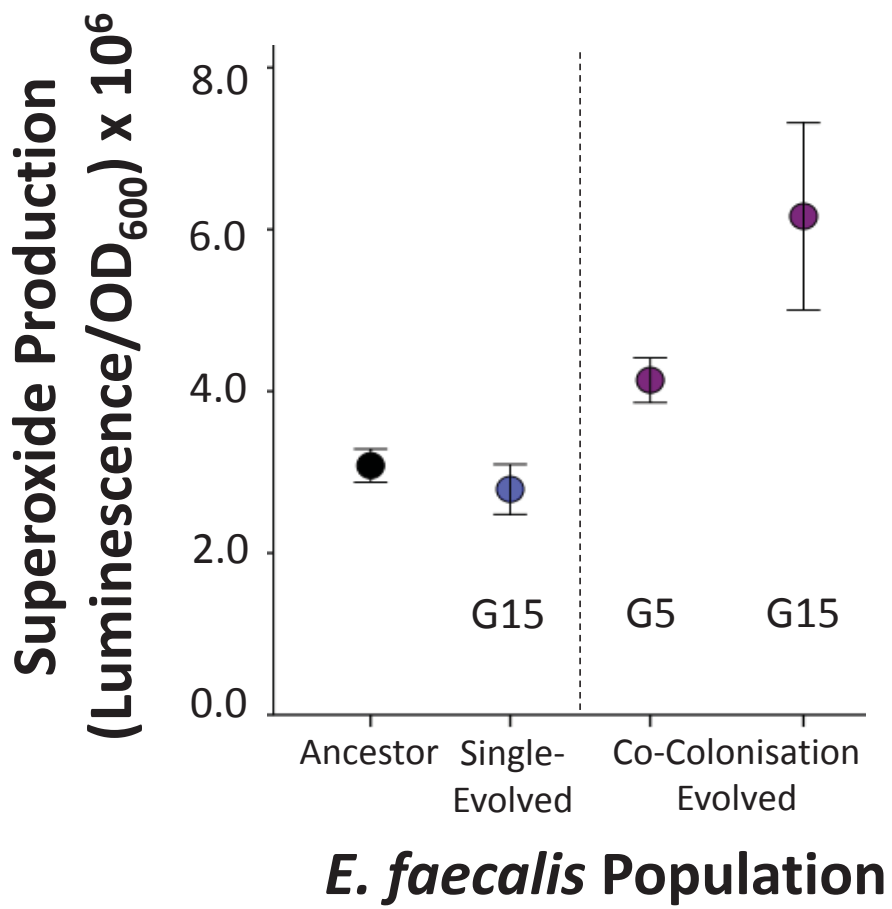 Superoxide Production
(Luminescence/OD600) x 10⁶
8.0
6.0
4.0
2.0
0.0
G15
G5
G15
Ancestor
Single-
Evolved
Co-Colonisation
Evolved
E. faecalis Population